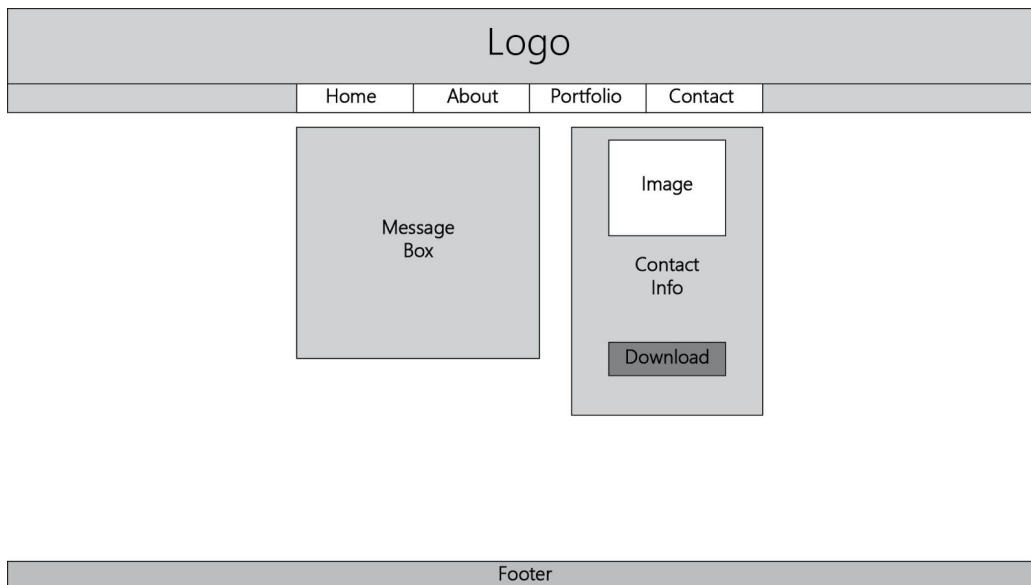 Logo
Home About Portfolio Contact
Message
Box
Image
Contact
Info
Download
Footer